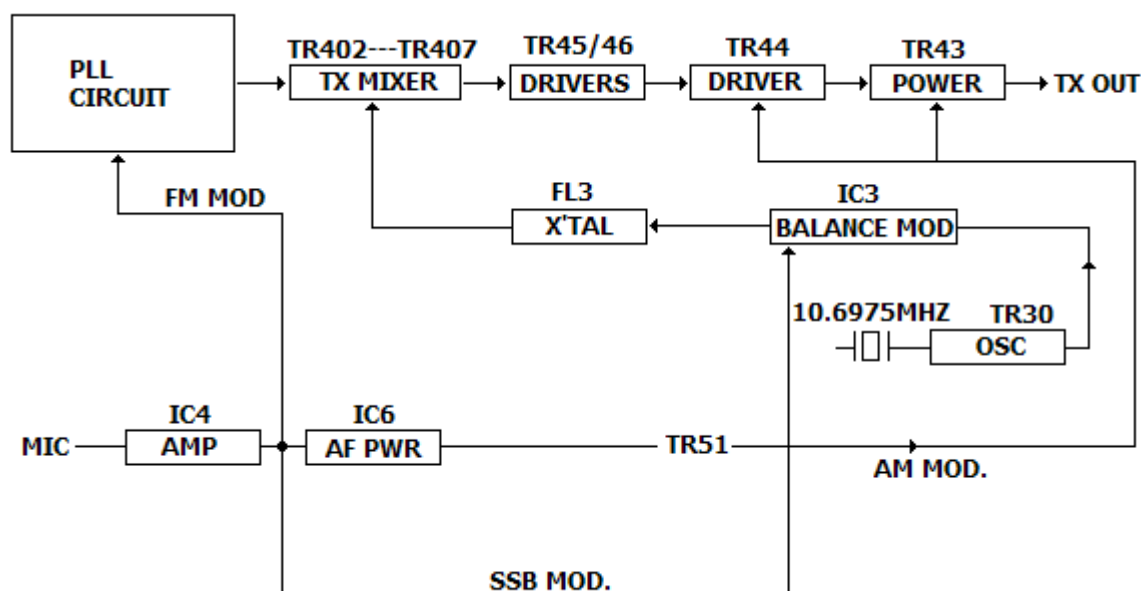 PLL
CIRCUIT
TR402---TR407
TX MIXER
TR45/46
DRIVERS
TR44
DRIVER
TR43
POWER
TX OUT
FM MOD
FL3
X'TAL
IC3
BALANCE MOD
10.6975MHZ
TR30
OSC
MIC
IC4
AMP
IC6
AF PWR
TR51
AM MOD.
SSB MOD.